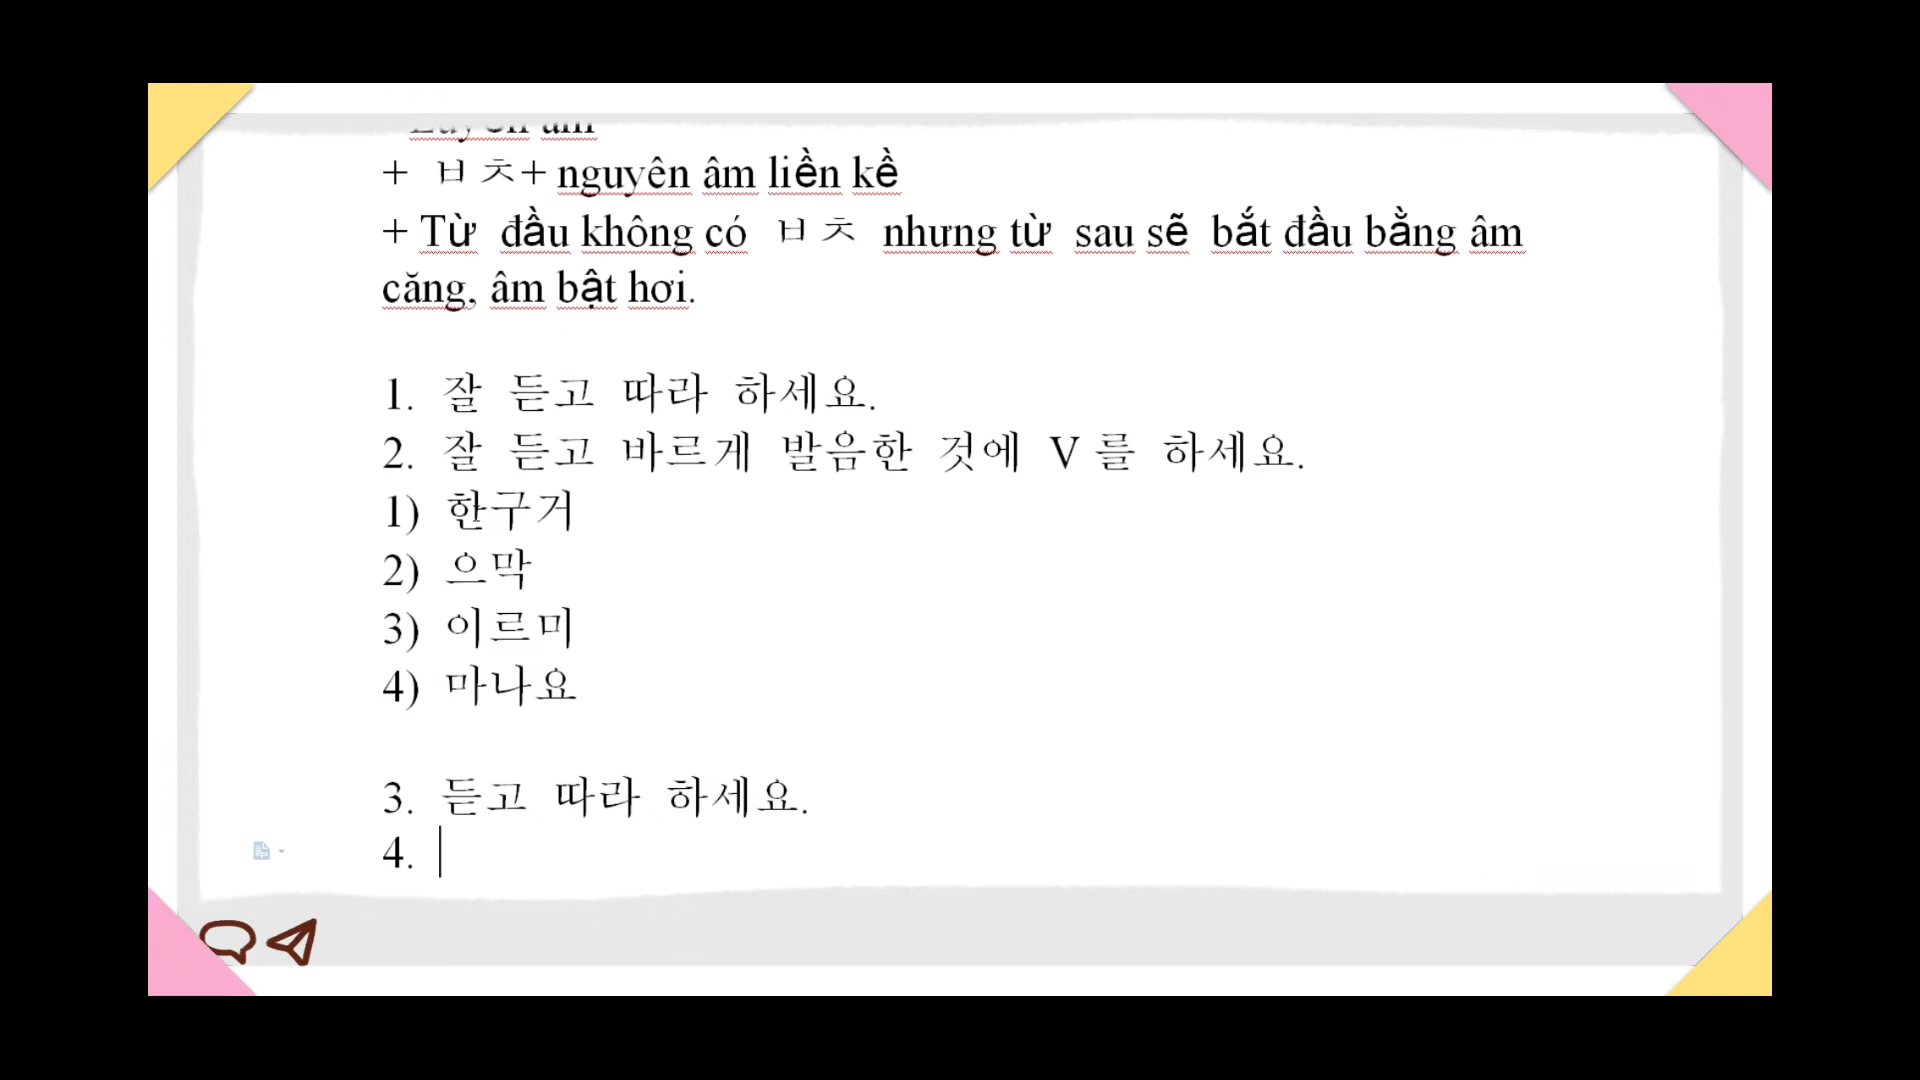 + ㅂㅊ+ nguyên âm liền kề
+ Từ đầu không có ㅂㅊ nhưng từ sau sẽ bắt đầu bằng âm
căng, âm bật hơi.
1. 잘 듣고 따라 하세요.
2. 잘 듣고 바르게 발음한 것에 V를 하세요.
1) 한구거
2) 으막
3) 이르미
4) 마나요
3. 듣고 따라 하세요.
4.